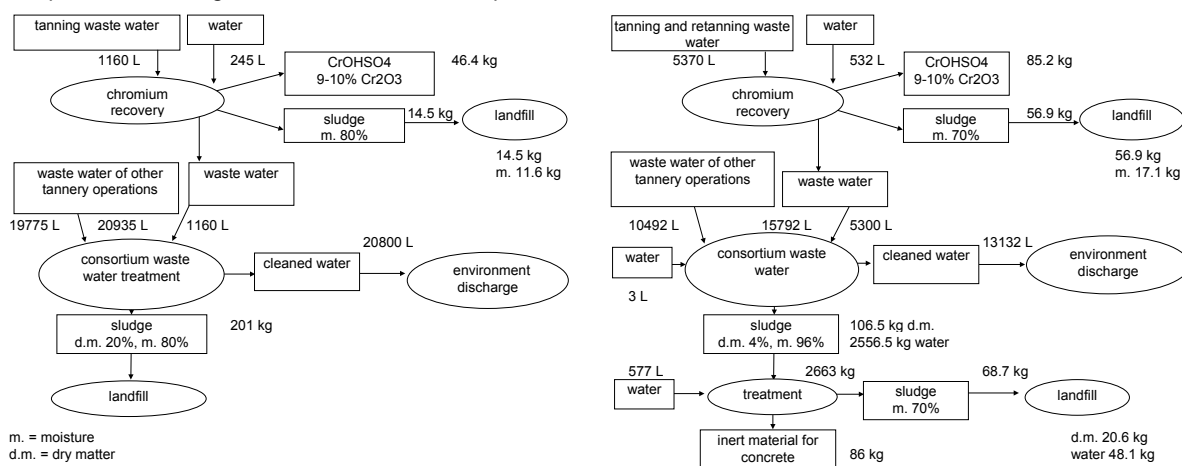 tanning waste water
water
1160 L
245 L
CrOHSO4
9-10% Cr2O3
46.4 kg
chromium
recovery
sludge
m. 80%
14.5 kg
landfill
14.5 kg
m. 11.6 kg
waste water of other
tannery operations
waste water
19775 L
20935 L
1160 L
consortium waste
water treatment
cleaned water
20800 L
environment
discharge
sludge
d.m. 20%, m. 80%
201 kg
landfill
m. = moisture
d.m. = dry matter
tanning and retanning waste
water
water
5370 L
532 L
CrOHSO4
9-10% Cr2O3
85.2 kg
chromium
recovery
sludge
m. 70%
56.9 kg
landfill
56.9 kg
m. 17.1 kg
waste water of other
tannery operations
waste water
10492 L
15792 L
5300 L
water
3 L
consortium waste
water
cleaned water
13132 L
environment
discharge
sludge
d.m. 4%, m. 96%
106.5 kg d.m.
2556.5 kg water
577 L
water
2663 kg
treatment
sludge
m. 70%
68.7 kg
landfill
d.m. 20.6 kg
water 48.1 kg
inert material for
concrete
86 kg